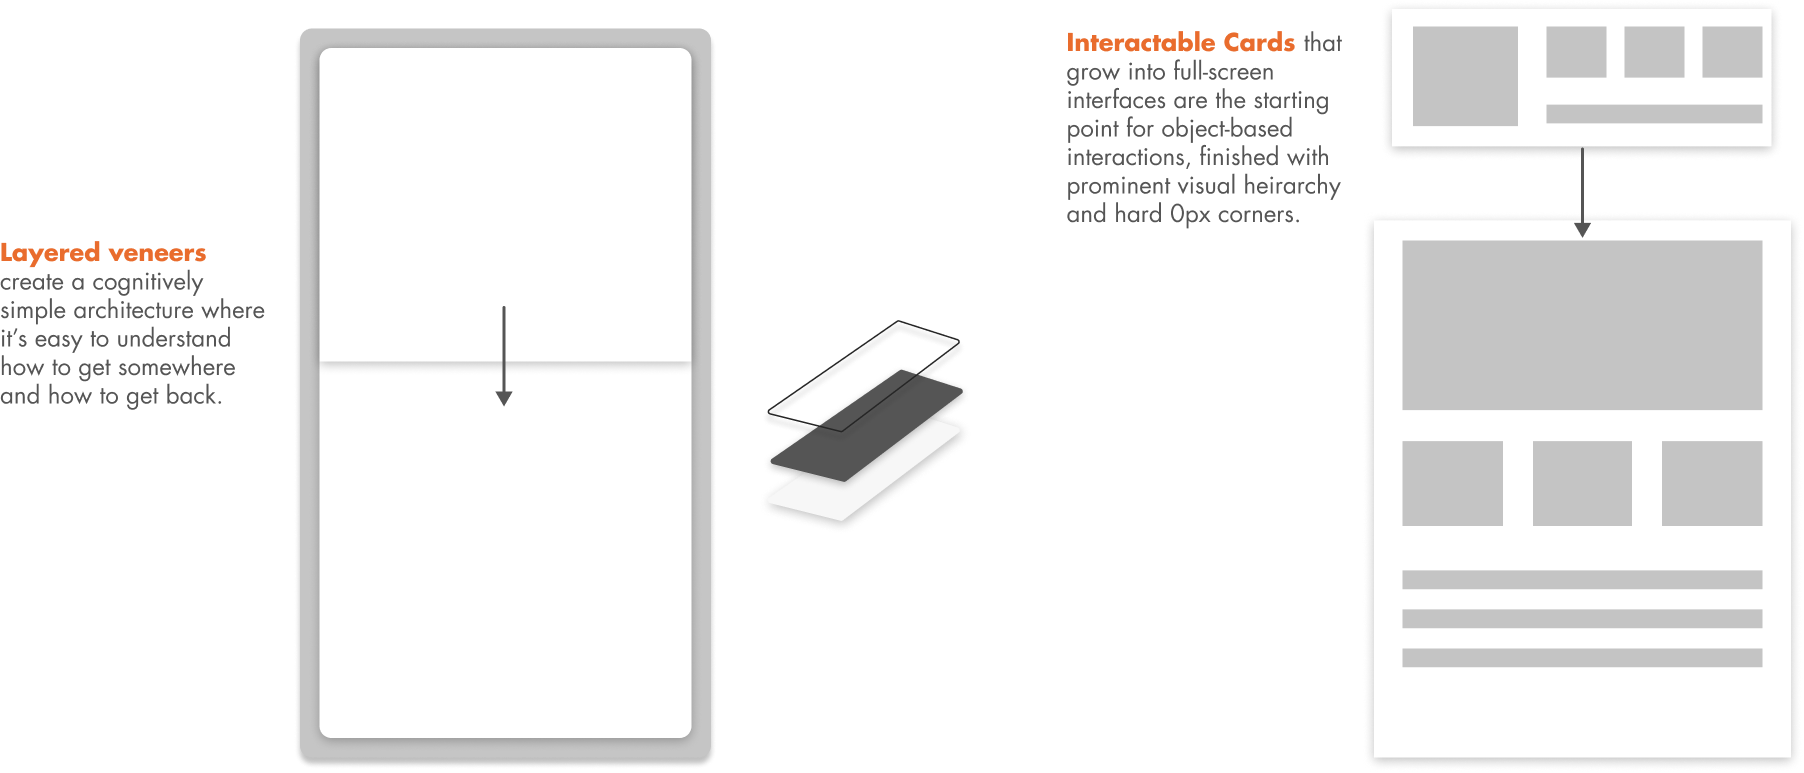 Layered veneers
create a cognitively
simple architecture where
it’s easy to understand
how to get somewhere
and how to get back.
Interactable Cards that
grow into full-screen
interfaces are the starting
point for object-based
interactions, finished with
prominent visual heirarchy
and hard 0px corners.